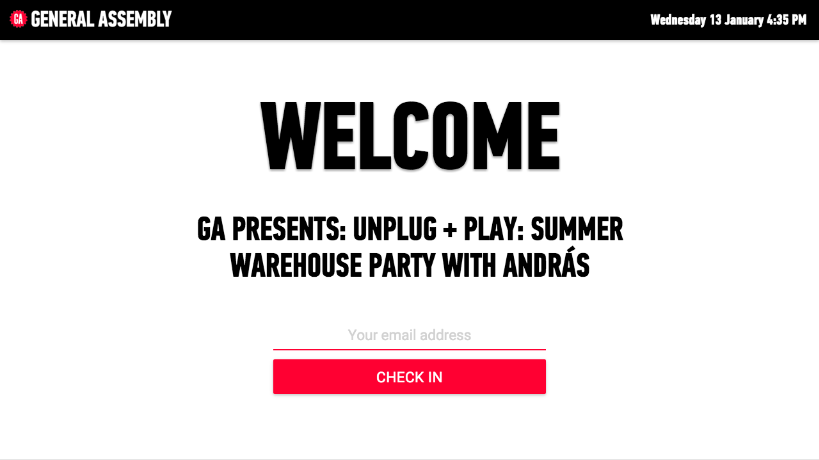 GA GENERAL ASSEMBLY
Wednesday 13 January 4:35 PM
WELCOME
GA PRESENTS: UNPLUG + PLAY: SUMMER
WAREHOUSE PARTY WITH ANDRÁS
Your email address
CHECK IN